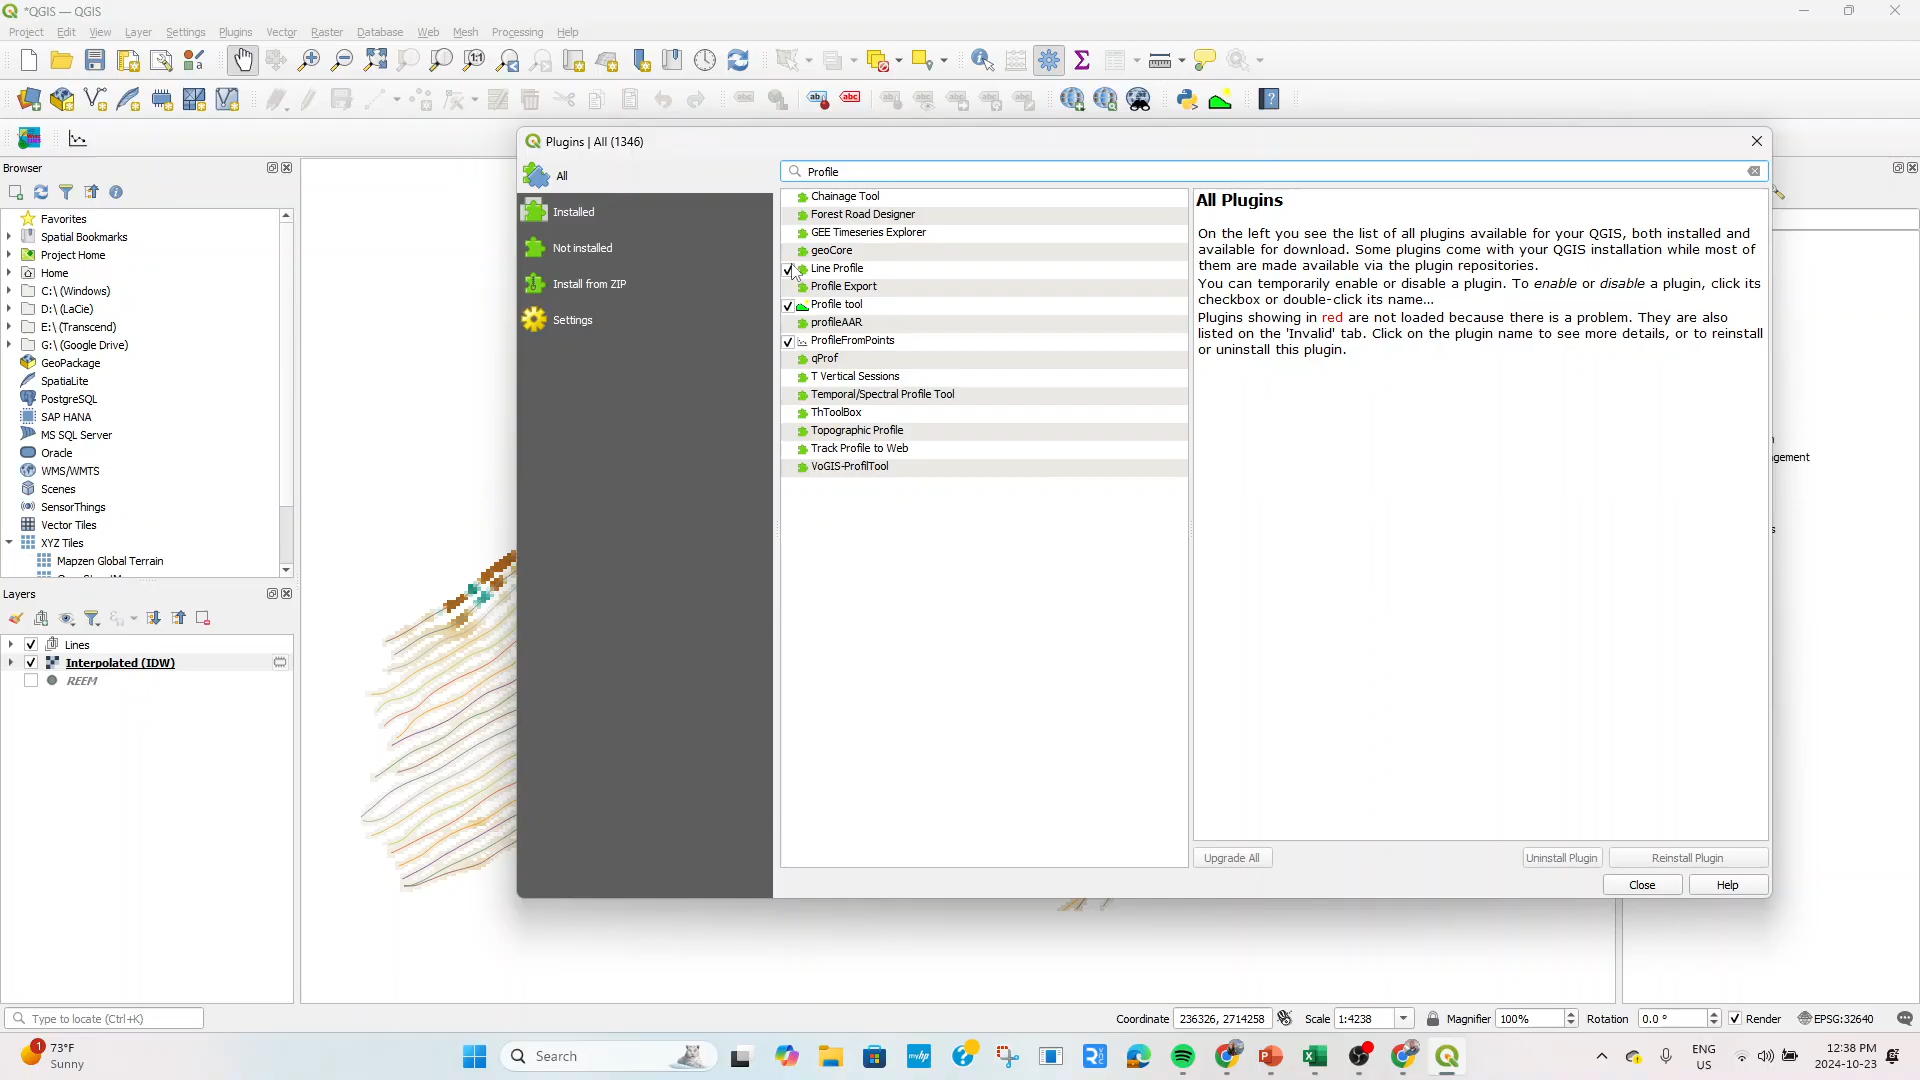 *QGIS — QGIS
Project Edit View Layer Settings Plugins Vector Raster Database Web Mesh Processing Help
Browser
Favorites
Spatial Bookmarks
Project Home
Home
C:\ (Windows)
D:\ (LaCie)
E:\ (Transcend)
G:\ (Google Drive)
GeoPackage
SpatiaLite
PostgreSQL
SAP HANA
MS SQL Server
Oracle
WMS/WMTS
Scenes
SensorThings
Vector Tiles
XYZ Tiles
Mapzen Global Terrain
Layers
Lines
Interpolated (IDW)
REEM
Plugins | All (1346)
All
Installed
Not installed
Install from ZIP
Settings
Profile
Chainage Tool
Forest Road Designer
GEE Timeseries Explorer
geoCore
Line Profile
Profile Export
Profile tool
profileAAR
ProfileFromPoints
qProf
T Vertical Sessions
Temporal/Spectral Profile Tool
ThToolBox
Topographic Profile
Track Profile to Web
VoGIS-ProfilTool
All Plugins
On the left you see the list of all plugins available for your QGIS, both installed and
available for download. Some plugins come with your QGIS installation while most of
them are made available via the plugin repositories.
You can temporarily enable or disable a plugin. To enable or disable a plugin, click its
checkbox or double-click its name...
Plugins showing in red are not loaded because there is a problem. They are also
listed on the 'Invalid' tab. Click on the plugin name to see more details, or to reinstall
or uninstall this plugin.
Upgrade All
Uninstall Plugin
Reinstall Plugin
Close
Help
gement
Type to locate (Ctrl+K)
Coordinate 236326, 2714258 Scale 1:4238 Magnifier 100% Rotation 0.0 ° Render EPSG:32640
73°F
Sunny
Search
ENG
US
12:38 PM
2024-10-23